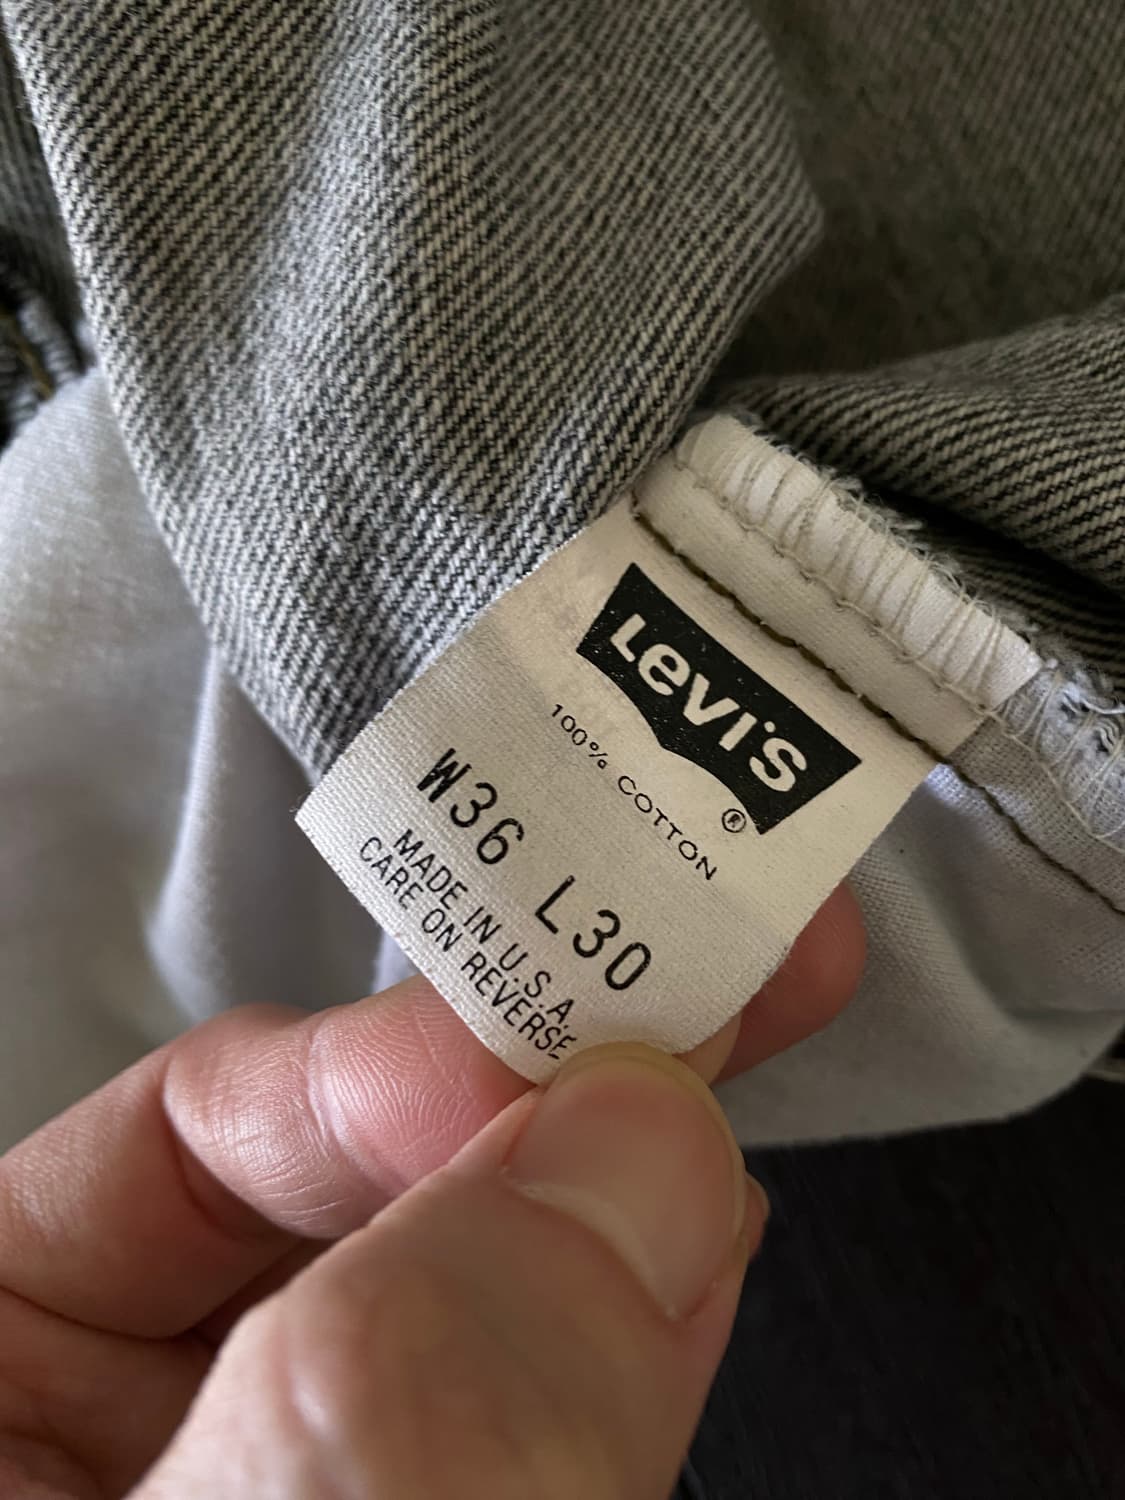 Levi's ®
100% COTTON
W36 L30
MADE IN U.S.A.
CARE ON REVERSE